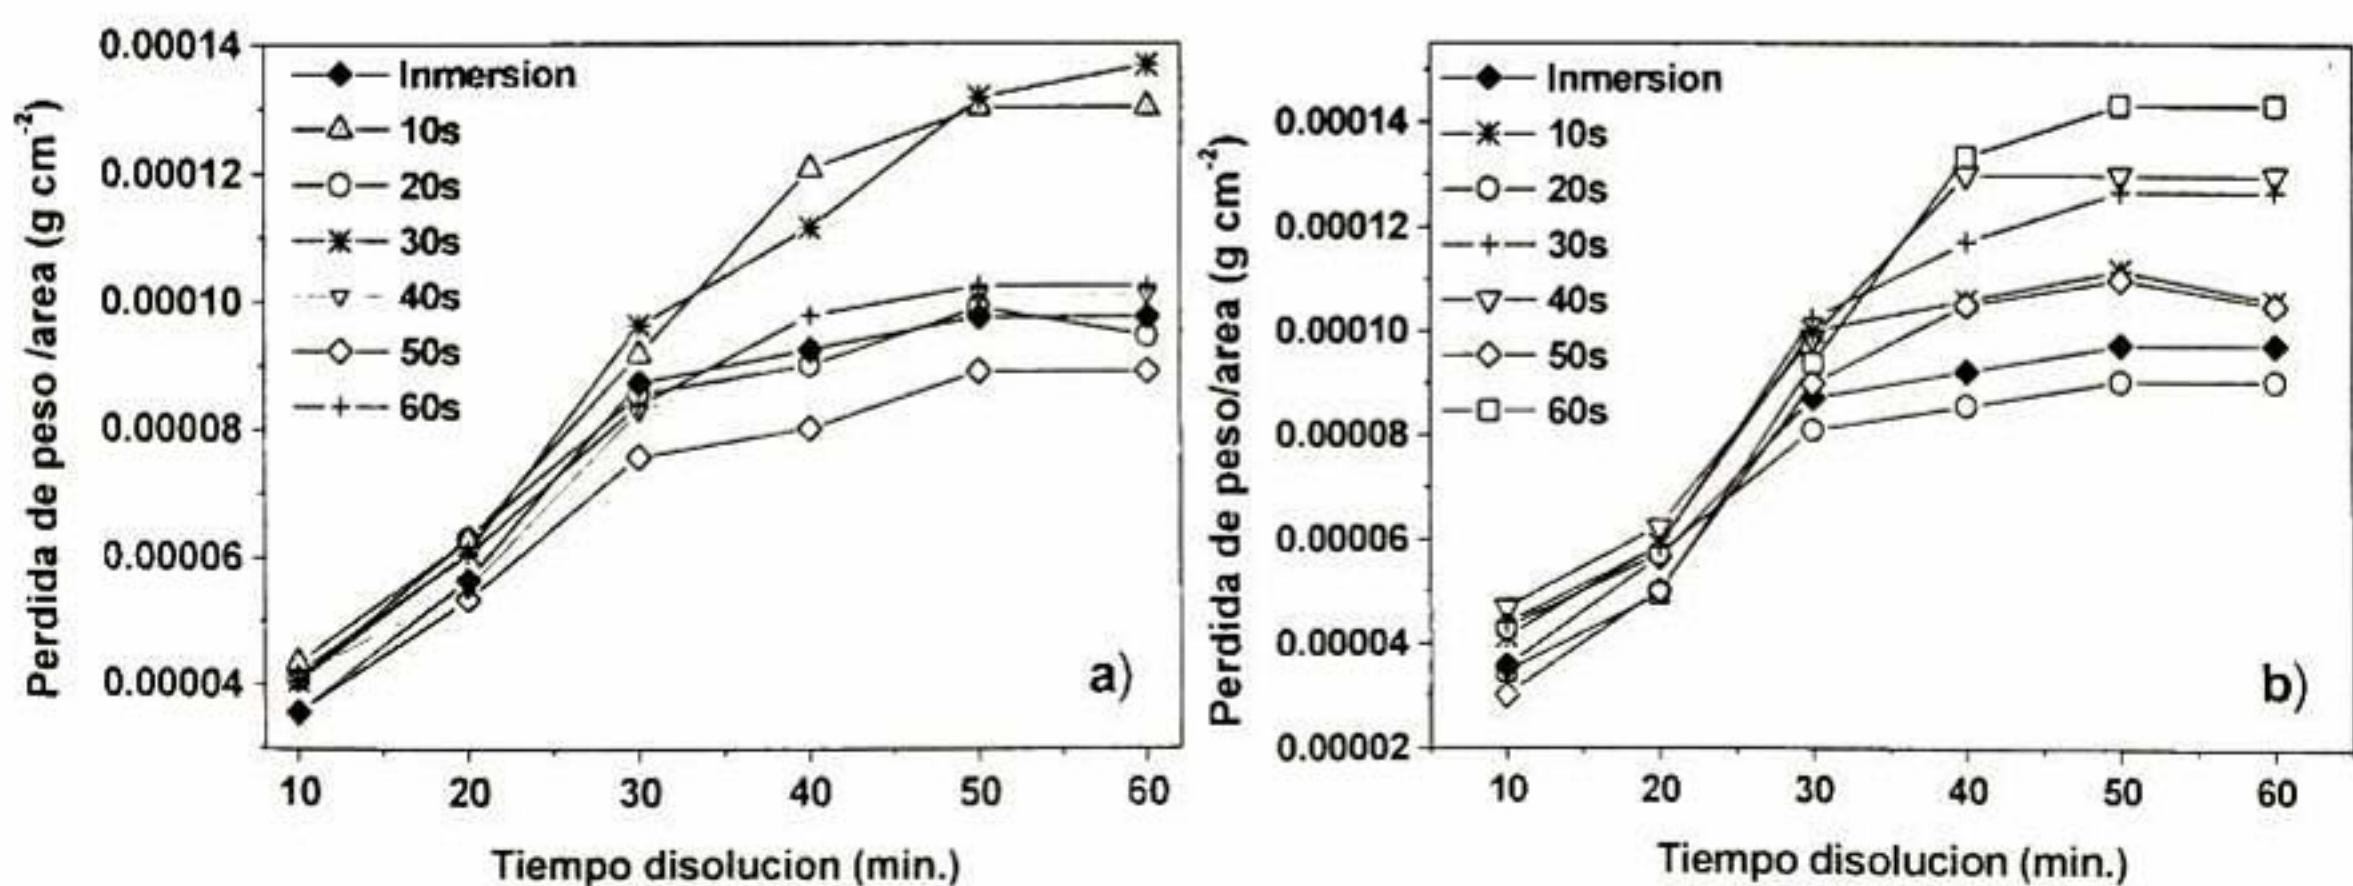 Perdida de peso /area (g cm⁻²)
0.00014
0.00012
0.00010
0.00008
0.00006
0.00004
Inmersion
10s
20s
30s
40s
50s
60s
a)
10 20 30 40 50 60
Tiempo disolucion (min.)
Perdida de peso/area (g cm⁻²)
0.00014
0.00012
0.00010
0.00008
0.00006
0.00004
0.00002
Inmersion
10s
20s
30s
40s
50s
60s
b)
10 20 30 40 50 60
Tiempo disolucion (min.)